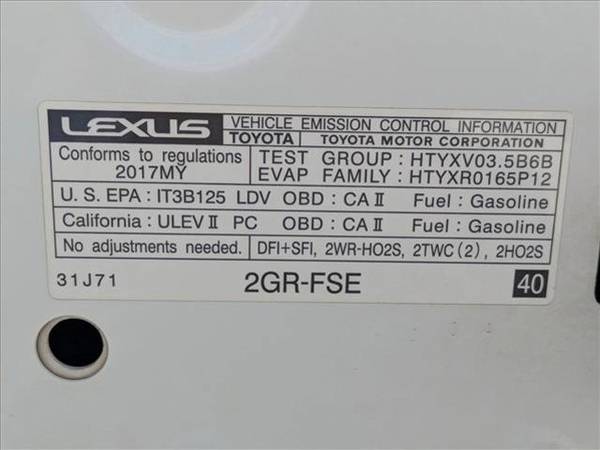 LEXUS VEHICLE EMISSION CONTROL INFORMATION
TOYOTA TOYOTA MOTOR CORPORATION
Conforms to regulations
2017MY
TEST GROUP: HTYXV03.5B6B
EVAP FAMILY: HTYXR0165P12
U.S. EPA: IT3B125 LDV OBD: CA II Fuel: Gasoline
California: ULEV II PC OBD: CA II Fuel: Gasoline
No adjustments needed. DFI+SFI, 2WR-HO2S, 2TWC(2), 2HO2S
31J71 2GR-FSE 40